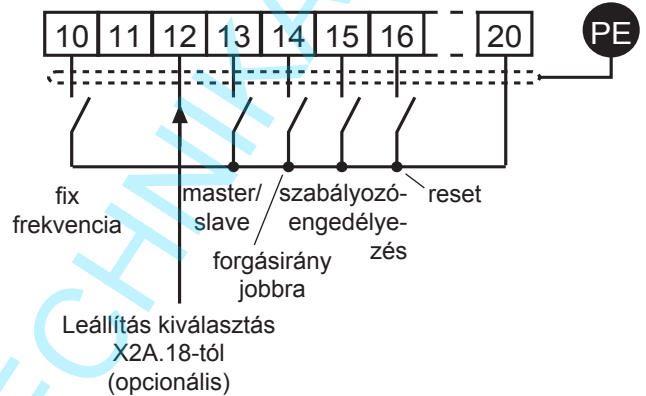 10 11 12 13 14 15 16 20 PE
fix
frekvencia
master/
slave
szabályozó-
engedélye-
zés
reset
forgásirány
jobbra
Leállítás kiválasztás
X2A.18-tól
(opcionális)